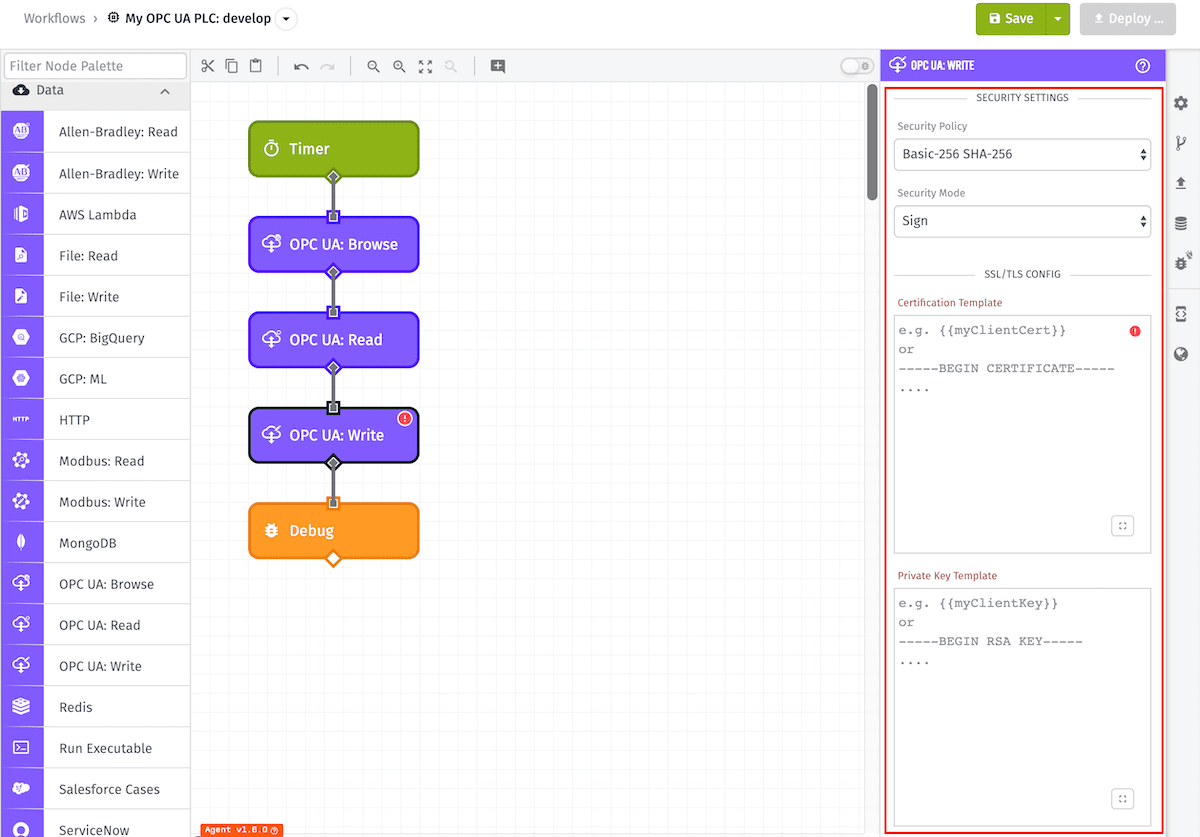 Workflows › My OPC UA PLC: develop
Save
Deploy ...
Filter Node Palette
Data
AB
Allen-Bradley: Read
AB
Allen-Bradley: Write
AWS Lambda
File: Read
File: Write
GCP: BigQuery
GCP: ML
HTTP
HTTP
Modbus: Read
Modbus: Write
MongoDB
OPC UA: Browse
OPC UA: Read
OPC UA: Write
Redis
Run Executable
Salesforce Cases
ServiceNow
Timer
OPC UA: Browse
OPC UA: Read
OPC UA: Write
Debug
Agent v1.8.0
OPC UA: WRITE
SECURITY SETTINGS
Security Policy
Basic-256 SHA-256
Security Mode
Sign
SSL/TLS CONFIG
Certification Template
e.g. {{myClientCert}}
or
-----BEGIN CERTIFICATE-----
....
Private Key Template
e.g. {{myClientKey}}
or
-----BEGIN RSA KEY-----
....